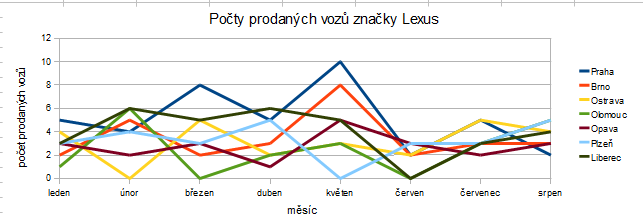 Počty prodaných vozů značky Lexus
počet prodaných vozů
12
10
8
6
4
2
0
leden únor březen duben květen červen červenec srpen
měsíc
Praha
Brno
Ostrava
Olomouc
Opava
Plzeň
Liberec